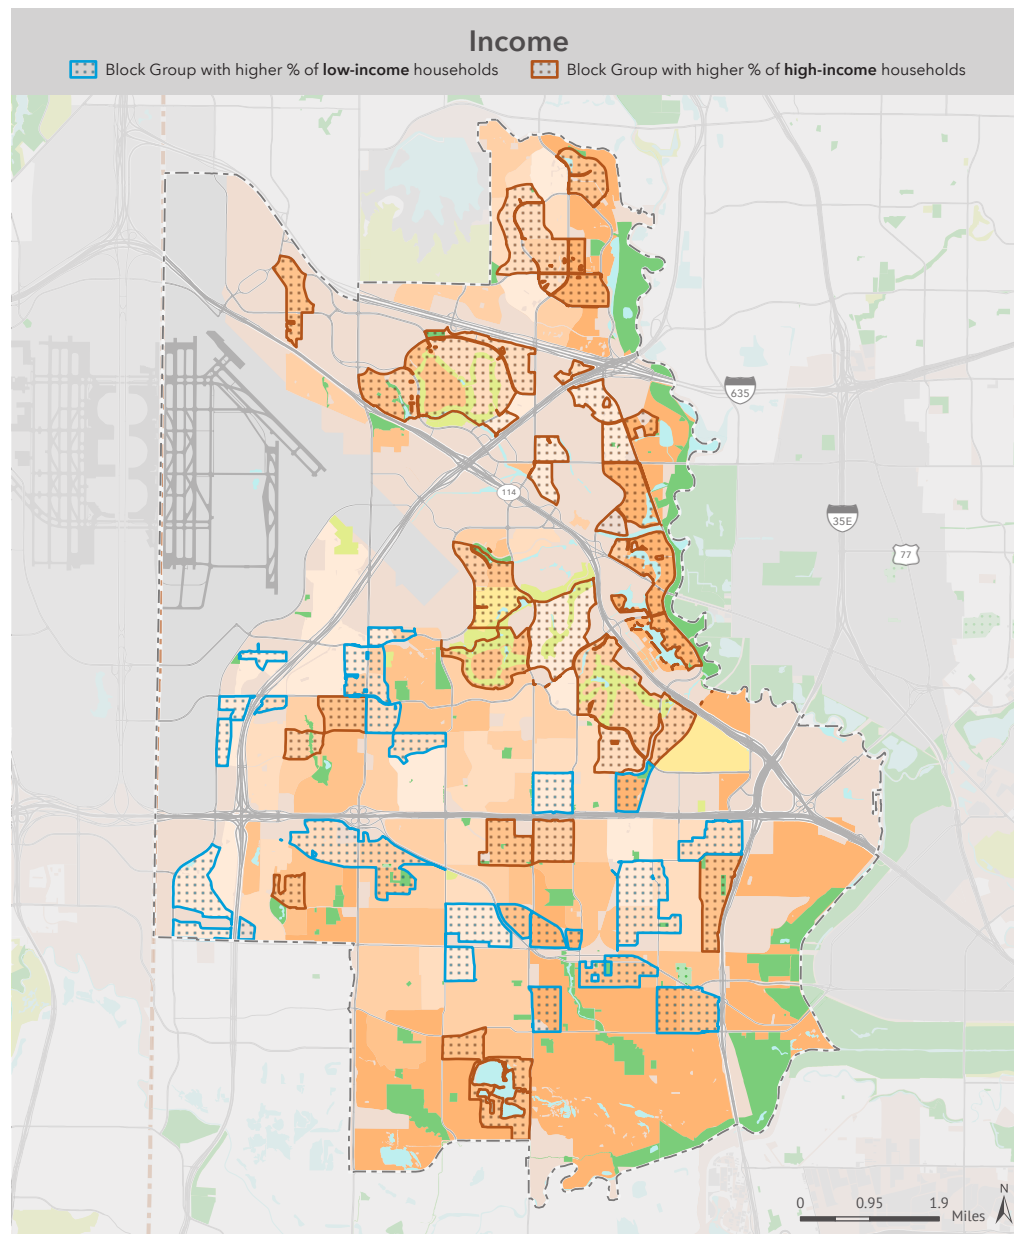 Income
Block Group with higher % of low-income households
Block Group with higher % of high-income households
635
114
35E
77
0 0.95 1.9
Miles
N